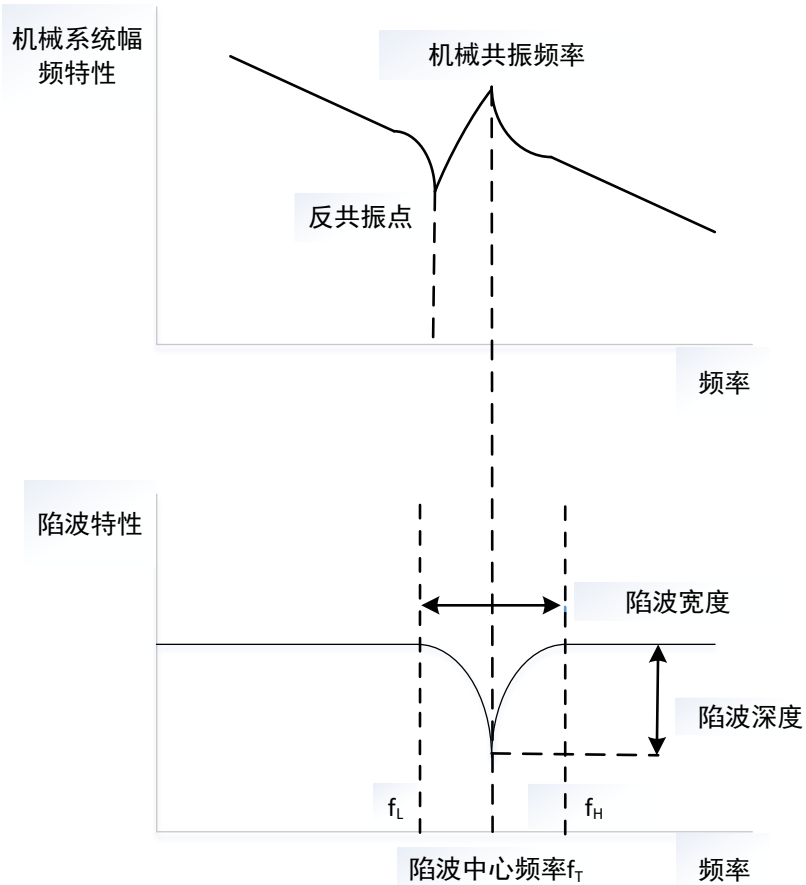 机械系统幅
频特性
机械共振频率
反共振点
频率
陷波特性
陷波宽度
陷波深度
fL
fH
陷波中心频率fT
频率